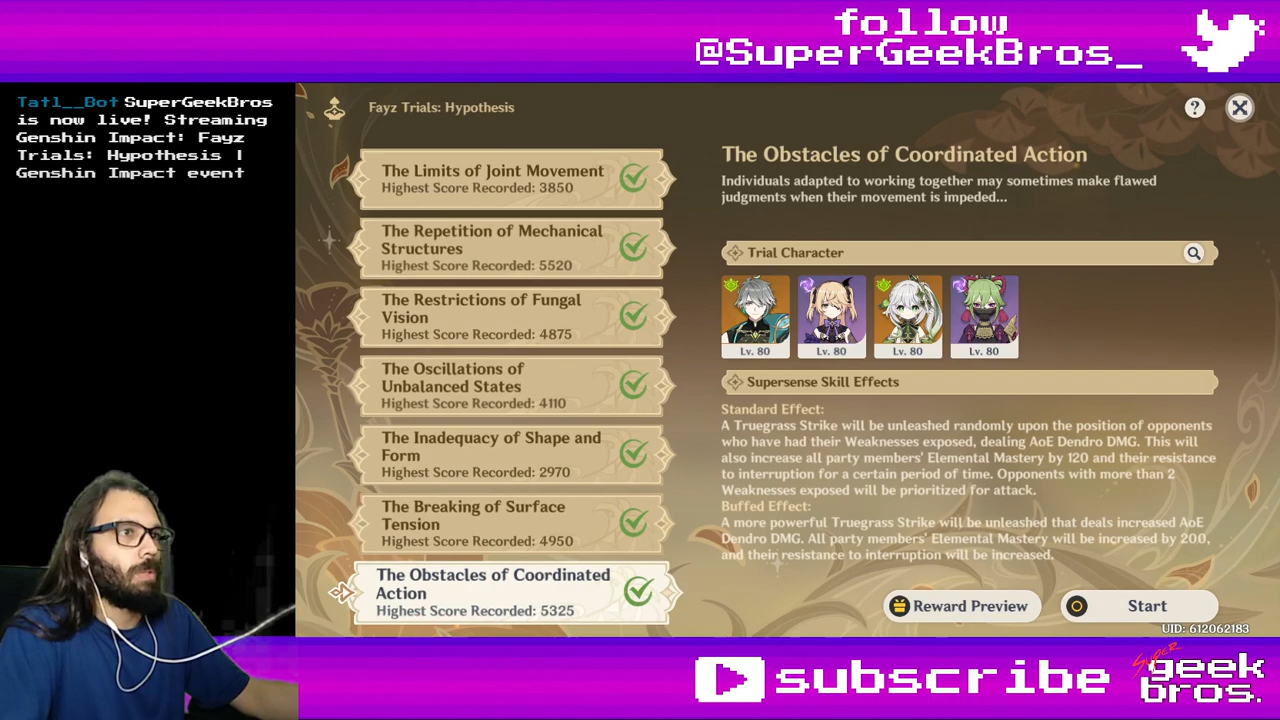 follow
@SuperGeekBros_
Tatl__Bot SuperGeekBros
is now live! Streaming
Genshin Impact: Fayz
Trials: Hypothesis |
Genshin Impact event
Fayz Trials: Hypothesis
?
The Limits of Joint Movement
Highest Score Recorded: 3850
The Repetition of Mechanical
Structures
Highest Score Recorded: 5520
The Restrictions of Fungal
Vision
Highest Score Recorded: 4875
The Oscillations of
Unbalanced States
Highest Score Recorded: 4110
The Inadequacy of Shape and
Form
Highest Score Recorded: 2970
The Breaking of Surface
Tension
Highest Score Recorded: 4950
The Obstacles of Coordinated
Action
Highest Score Recorded: 5325
The Obstacles of Coordinated Action
Individuals adapted to working together may sometimes make flawed
judgments when their movement is impeded...
Trial Character
Lv. 80 Lv. 80 Lv. 80 Lv. 80
Supersense Skill Effects
Standard Effect:
A Truegrass Strike will be unleashed randomly upon the position of opponents
who have had their Weaknesses exposed, dealing AoE Dendro DMG. This will
also increase all party members' Elemental Mastery by 120 and their resistance
to interruption for a certain period of time. Opponents with more than 2
Weaknesses exposed will be prioritized for attack.
Buffed Effect:
A more powerful Truegrass Strike will be unleashed that deals increased AoE
Dendro DMG. All party members' Elemental Mastery will be increased by 200,
and their resistance to interruption will be increased.
Reward Preview
Start
UID: 612062183
subscribe
Super
geek
bros.